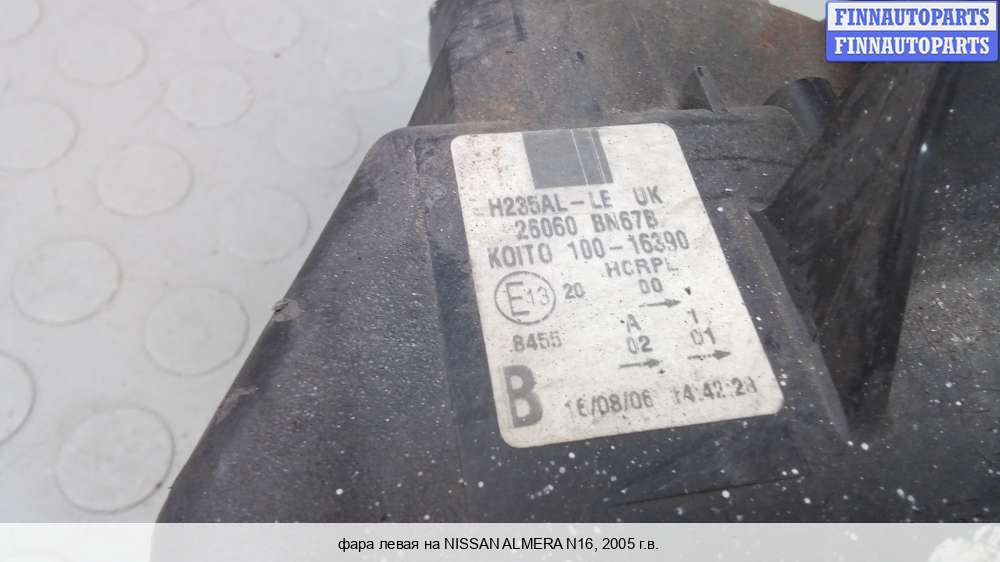 FINNAUTOPARTS
FINNAUTOPARTS
H235AL-LE UK
26060 BN67B
KOITO 100-16390
HCRPL
E13 20 00
8455 A 1
02 01
B 16/08/06 14:42:28
фара левая на NISSAN ALMERA N16, 2005 г.в.